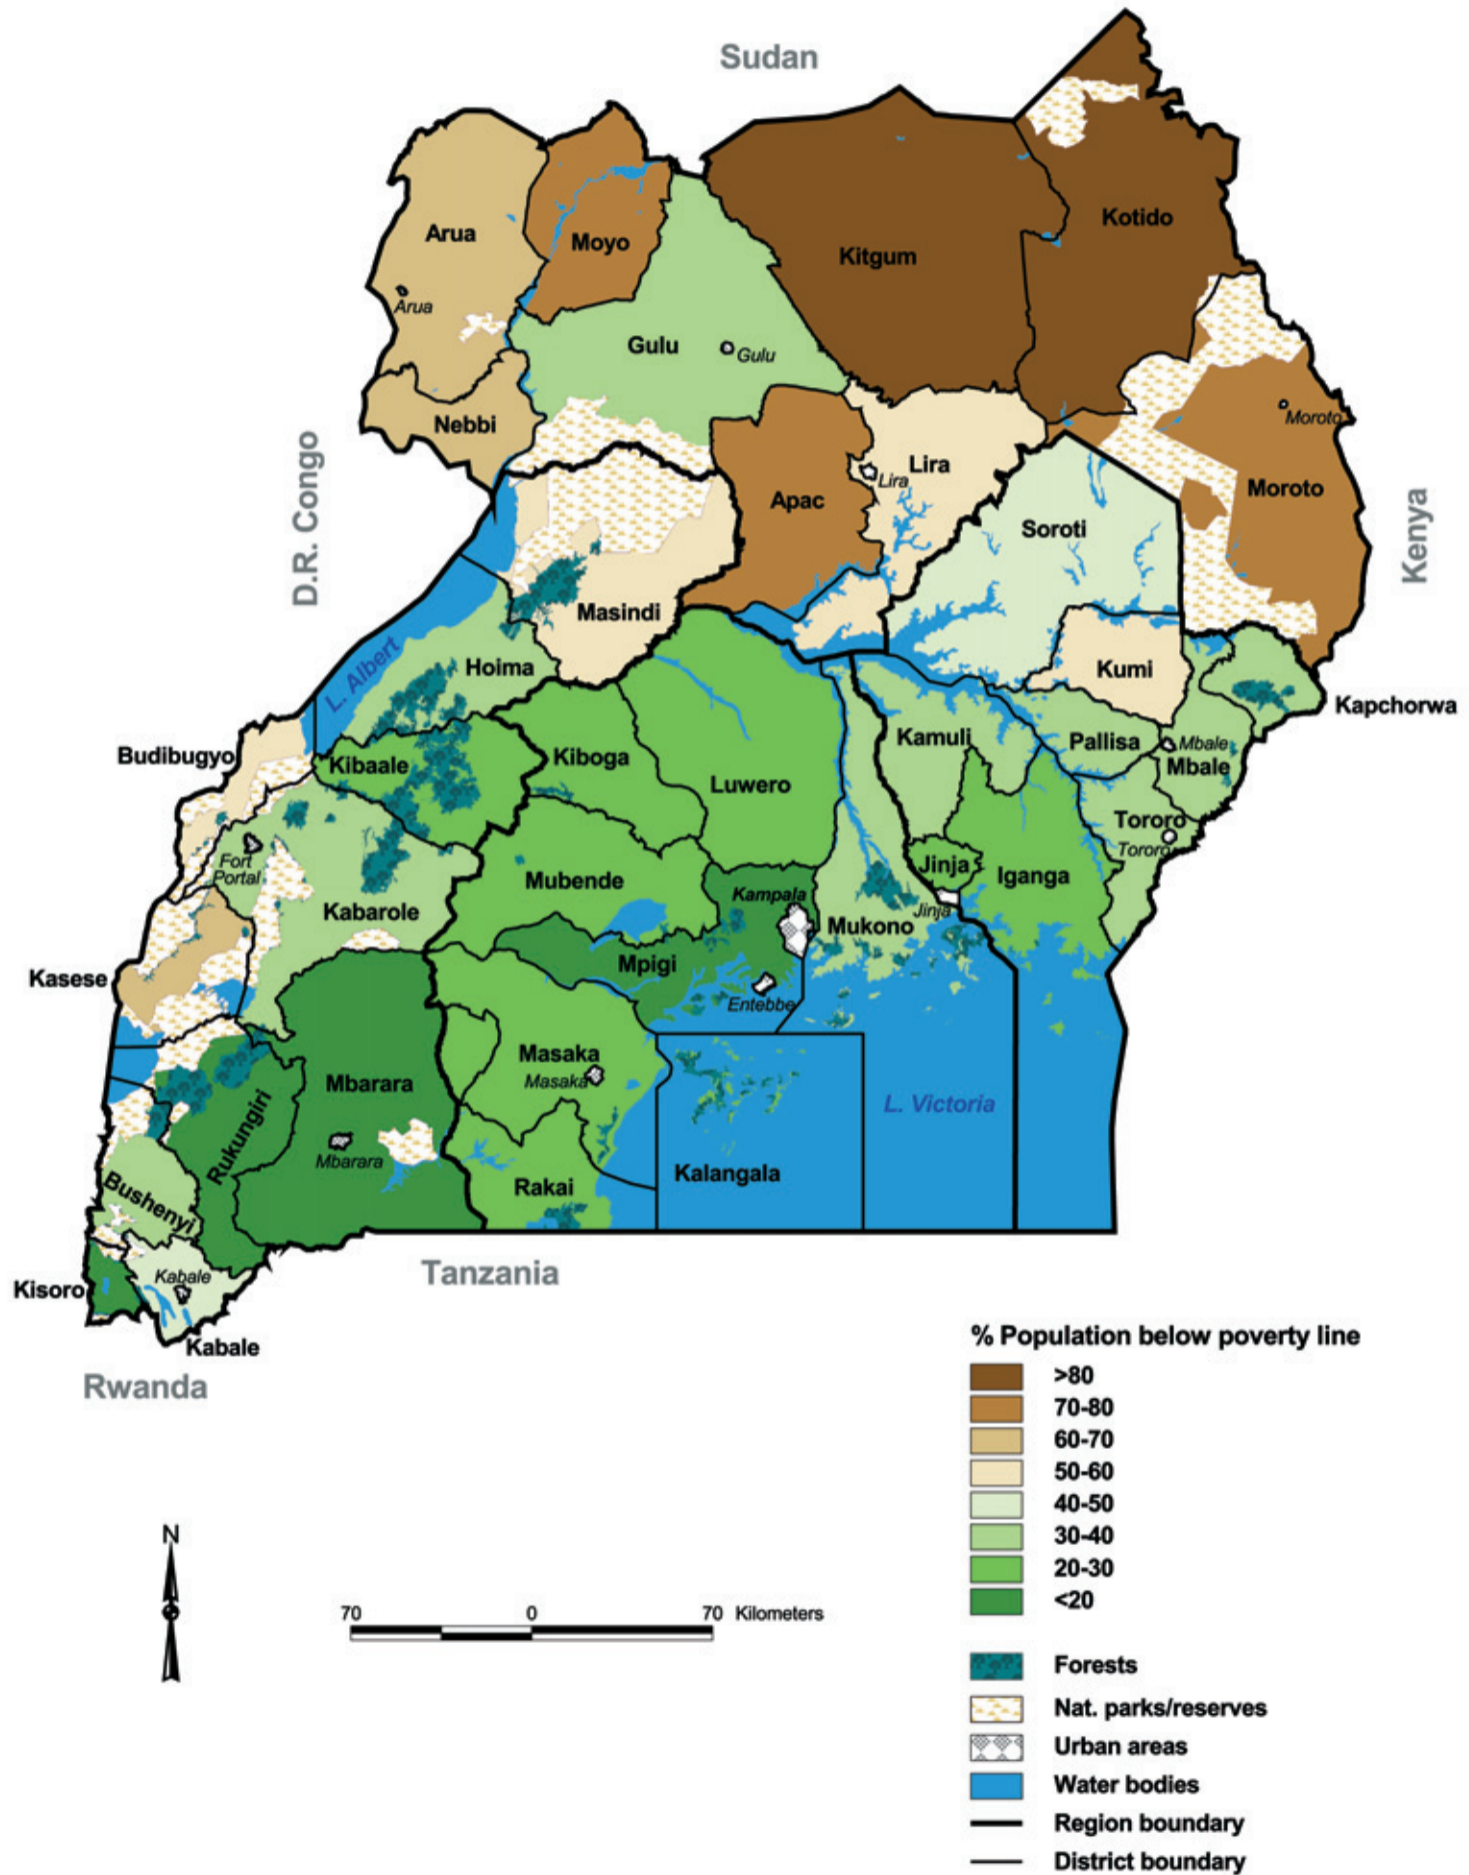 Sudan
Kotido
Arua
Moyo
Kitgum
Arua
Gulu
Gulu
Moroto
Nebbi
Lira
Lira
Apac
Moroto
D.R. Congo
Soroti
Kenya
Masindi
Hoima
Kumi
L. Albert
Kapchorwa
Budibugyo
Kibaale
Kiboga
Luwero
Kamuli
Pallisa
Mbale
Mbale
Tororo
Tororo
Fort
Portal
Mubende
Kampala
Jinja
Iganga
Kabarole
Jinja
Mukono
Kasese
Mpigi
Entebbe
Masaka
Masaka
Mbarara
L. Victoria
Rukungiri
Mbarara
Kalangala
Rakai
Bushenyi
Tanzania
Kabale
Kisoro
Kabale
Rwanda
% Population below poverty line
>80
70-80
60-70
50-60
40-50
30-40
20-30
<20
N
70 0 70 Kilometers
Forests
Nat. parks/reserves
Urban areas
Water bodies
Region boundary
District boundary